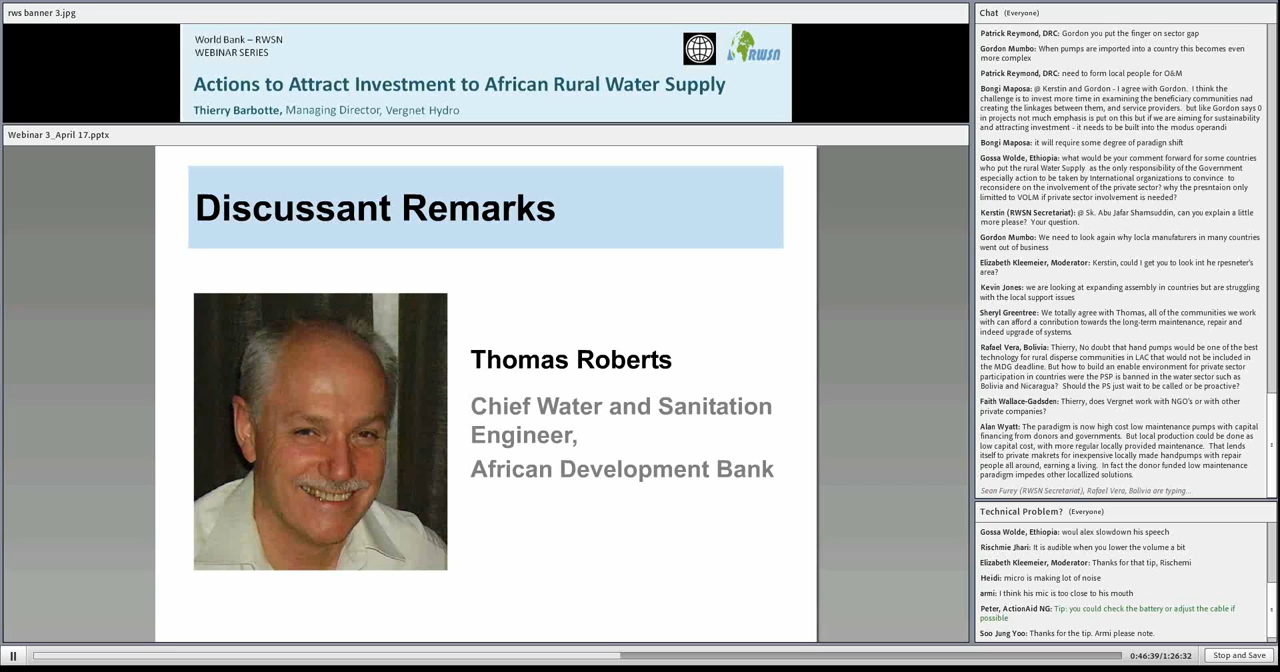 rws banner 3.jpg
World Bank – RWSN
WEBINAR SERIES
RWSN
Actions to Attract Investment to African Rural Water Supply
Thierry Barbotte, Managing Director, Vergnet Hydro
Webinar 3_April 17.pptx
Discussant Remarks
Thomas Roberts
Chief Water and Sanitation
Engineer,
African Development Bank
Chat (Everyone)
Patrick Reymond, DRC: Gordon you put the finger on sector gap
Gordon Mumbo: When pumps are imported into a country this becomes even
more complex
Patrick Reymond, DRC: need to form local people for O&M
Bongi Maposa: @ Kerstin and Gordon - I agree with Gordon. I think the
challenge is to invest more time in examining the beneficiary communities nad
creating the linkages between them, and service providers. but like Gordon says 0
in projects not much emphasis is put on this but if we are aiming for sustainability
and attracting investment - it needs to be built into the modus operandi
Bongi Maposa: it will require some degree of paradign shift
Gossa Wolde, Ethiopia: what would be your comment forward for some countries
who put the rural Water Supply as the only responsibility of the Government
especially action to be taken by International organizations to convince to
reconsidere on the involvement of the private sector? why the presntaion only
limitted to VOLM if private sector involvement is needed?
Kerstin (RWSN Secretariat): @ Sk. Abu Jafar Shamsuddin, can you explain a little
more please? Your question.
Gordon Mumbo: We need to look again why locla manufaturers in many countries
went out of business
Elizabeth Kleemeier, Moderator: Kerstin, could I get you to look int he rpesneter's
area?
Kevin Jones: we are looking at expanding assembly in countries but are struggling
with the local support issues
Sheryl Greentree: We totally agree with Thomas, all of the communities we work
with can afford a conribution towards the long-term maintenance, repair and
indeed upgrade of systems.
Rafael Vera, Bolivia: Thierry, No doubt that hand pumps would be one of the best
technology for rural disperse communities in LAC that would not be included in
the MDG deadline. But how to build an enable environment for private sector
participation in countries were the PSP is banned in the water sector such as
Bolivia and Nicaragua? Should the PS just wait to be called or be proactive?
Faith Wallace-Gadsden: Thierry, does Vergnet work with NGO's or with other
private companies?
Alan Wyatt: The paradigm is now high cost low maintenance pumps with capital
financing from donors and governments. But local production could be done as
low capital cost, with more regular locally provided maintenance. That lends
itself to private makrets for inexpensive locally made handpumps with repair
people all around, earning a living. In fact the donor funded low maintenance
paradigm impedes other localized solutions.
Sean Furey (RWSN Secretariat), Rafael Vera, Bolivia are typing...
Technical Problem? (Everyone)
Gossa Wolde, Ethiopia: woul alex slowdown his speech
Rischmie Jhari: It is audible when you lower the volume a bit
Elizabeth Kleemeier, Moderator: Thanks for that tip, Rischemi
Heidi: micro is making lot of noise
armi: I think his mic is too close to his mouth
Peter, ActionAid NG: Tip: you could check the battery or adjust the cable if
possible
Soo Jung Yoo: Thanks for the tip. Armi please note.
0:46:39/1:26:32
Stop and Save